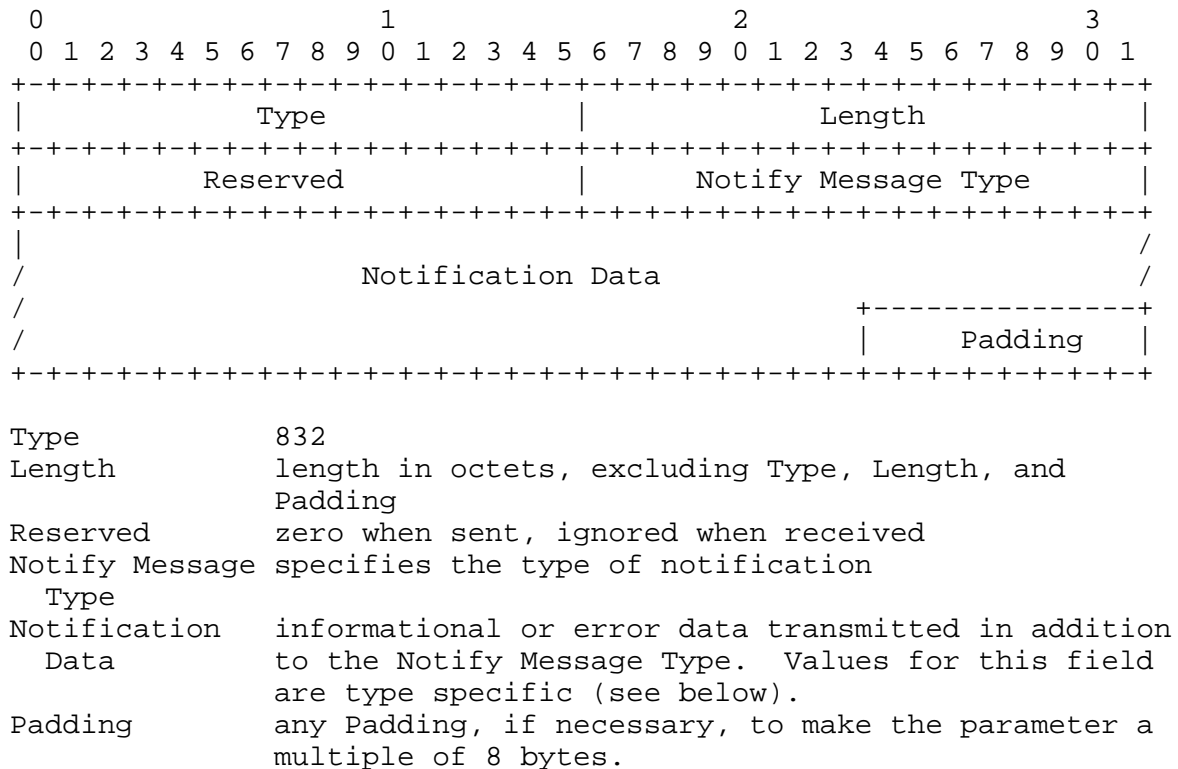 0                   1                   2                   3
 0 1 2 3 4 5 6 7 8 9 0 1 2 3 4 5 6 7 8 9 0 1 2 3 4 5 6 7 8 9 0 1
+-+-+-+-+-+-+-+-+-+-+-+-+-+-+-+-+-+-+-+-+-+-+-+-+-+-+-+-+-+-+-+-+
|             Type              |             Length            |
+-+-+-+-+-+-+-+-+-+-+-+-+-+-+-+-+-+-+-+-+-+-+-+-+-+-+-+-+-+-+-+-+
|          Reserved             |      Notify Message Type      |
+-+-+-+-+-+-+-+-+-+-+-+-+-+-+-+-+-+-+-+-+-+-+-+-+-+-+-+-+-+-+-+-+
|                                                               /
/                   Notification Data                           /
/                                               +---------------+
/                                               |     Padding   |
+-+-+-+-+-+-+-+-+-+-+-+-+-+-+-+-+-+-+-+-+-+-+-+-+-+-+-+-+-+-+-+-+

Type           832
Length         length in octets, excluding Type, Length, and
               Padding
Reserved       zero when sent, ignored when received
Notify Message specifies the type of notification
  Type
Notification   informational or error data transmitted in addition
  Data         to the Notify Message Type.  Values for this field
               are type specific (see below).
Padding        any Padding, if necessary, to make the parameter a
               multiple of 8 bytes.